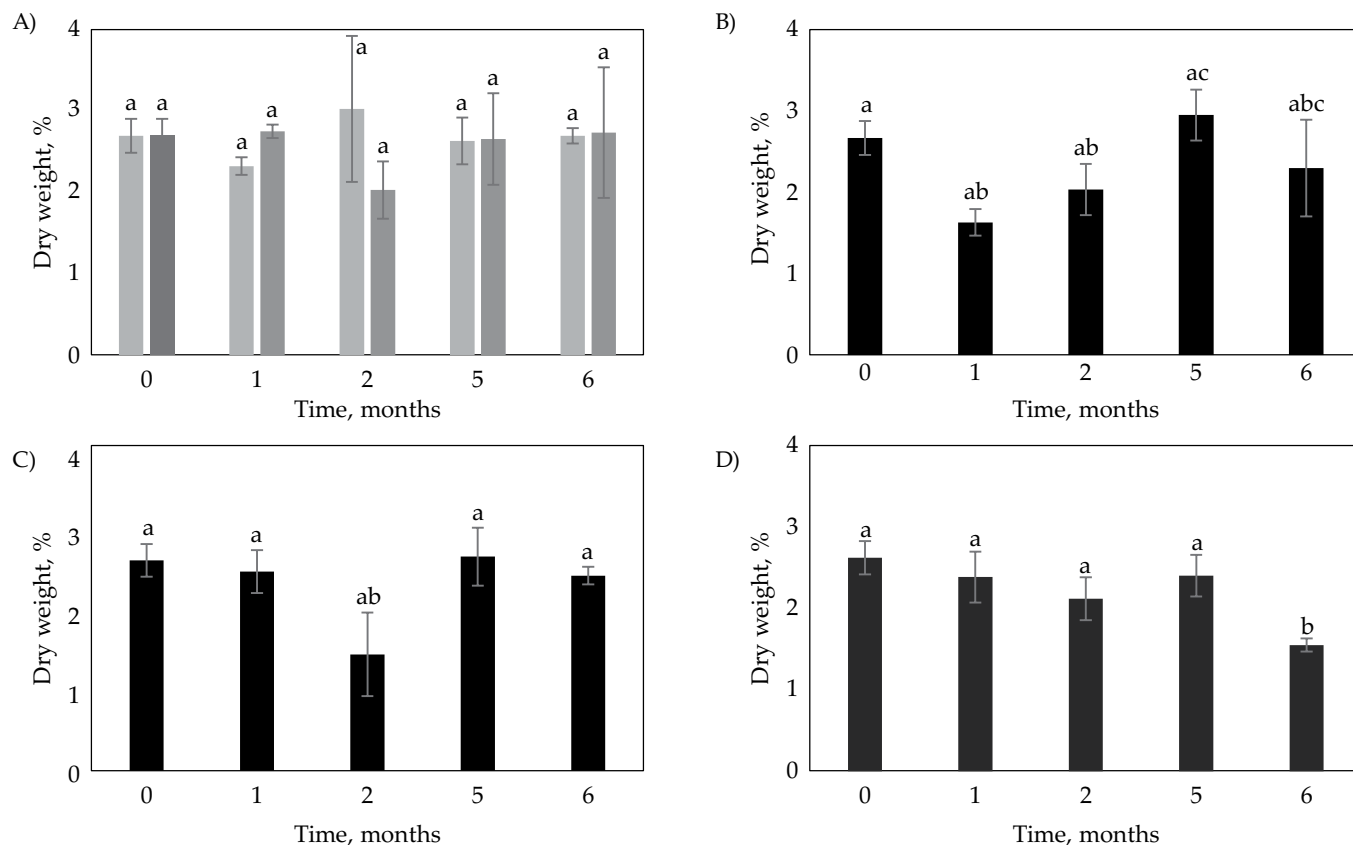 A)
4
3
2
1
0
Dry weight, %
a a a a a a a a a a
0 1 2 5 6
Time, months
B)
4
3
2
1
0
Dry weight, %
a ab ab ac abc
0 1 2 5 6
Time, months
C)
4
3
2
1
0
Dry weight, %
a a ab a a
0 1 2 5 6
Time, months
D)
4
3
2
1
0
Dry weight, %
a a a a b
0 1 2 5 6
Time, months